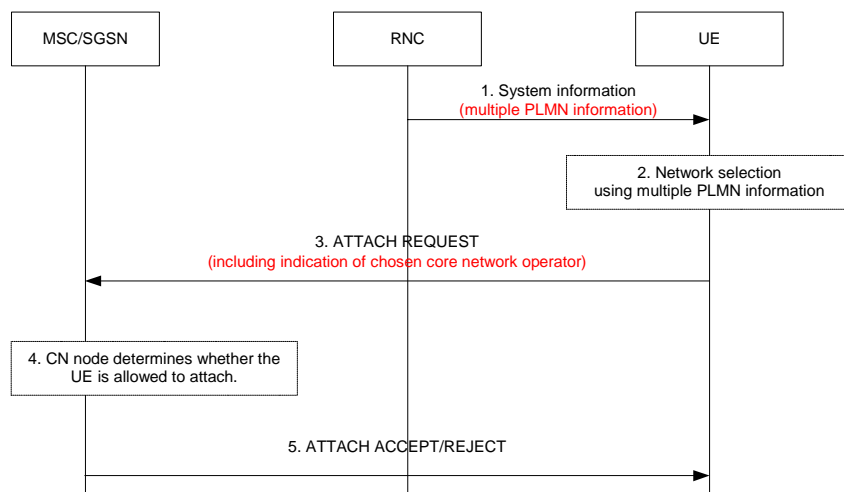 MSC/SGSN
RNC
UE
1. System information
(multiple PLMN information)
2. Network selection
using multiple PLMN information
3. ATTACH REQUEST
(including indication of chosen core network operator)
4. CN node determines whether the
UE is allowed to attach.
5. ATTACH ACCEPT/REJECT